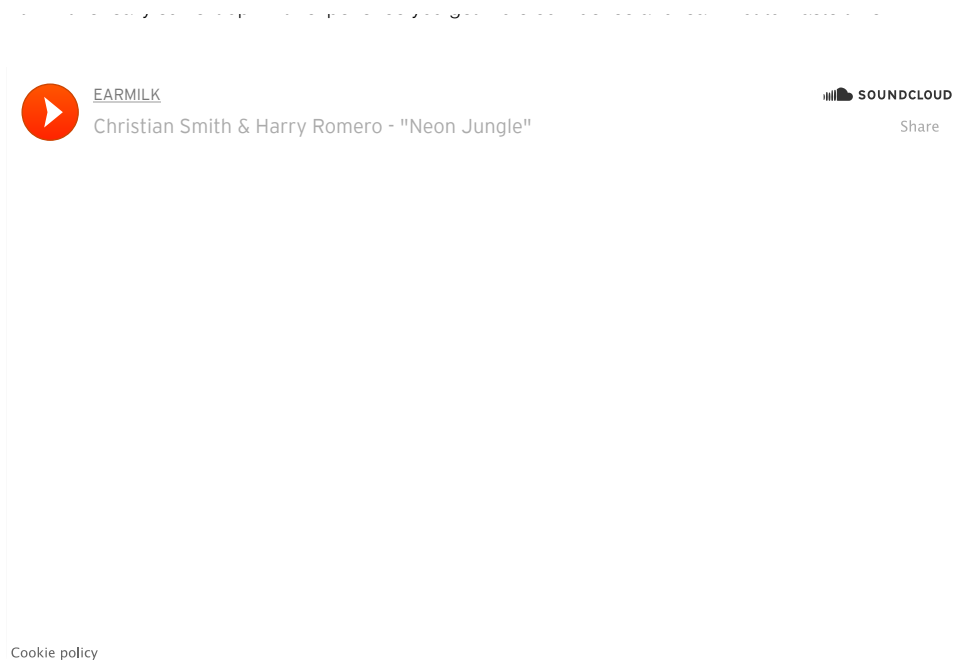 EARMILK
SOUNDCLOUD
Christian Smith & Harry Romero - "Neon Jungle"
Share
Cookie policy